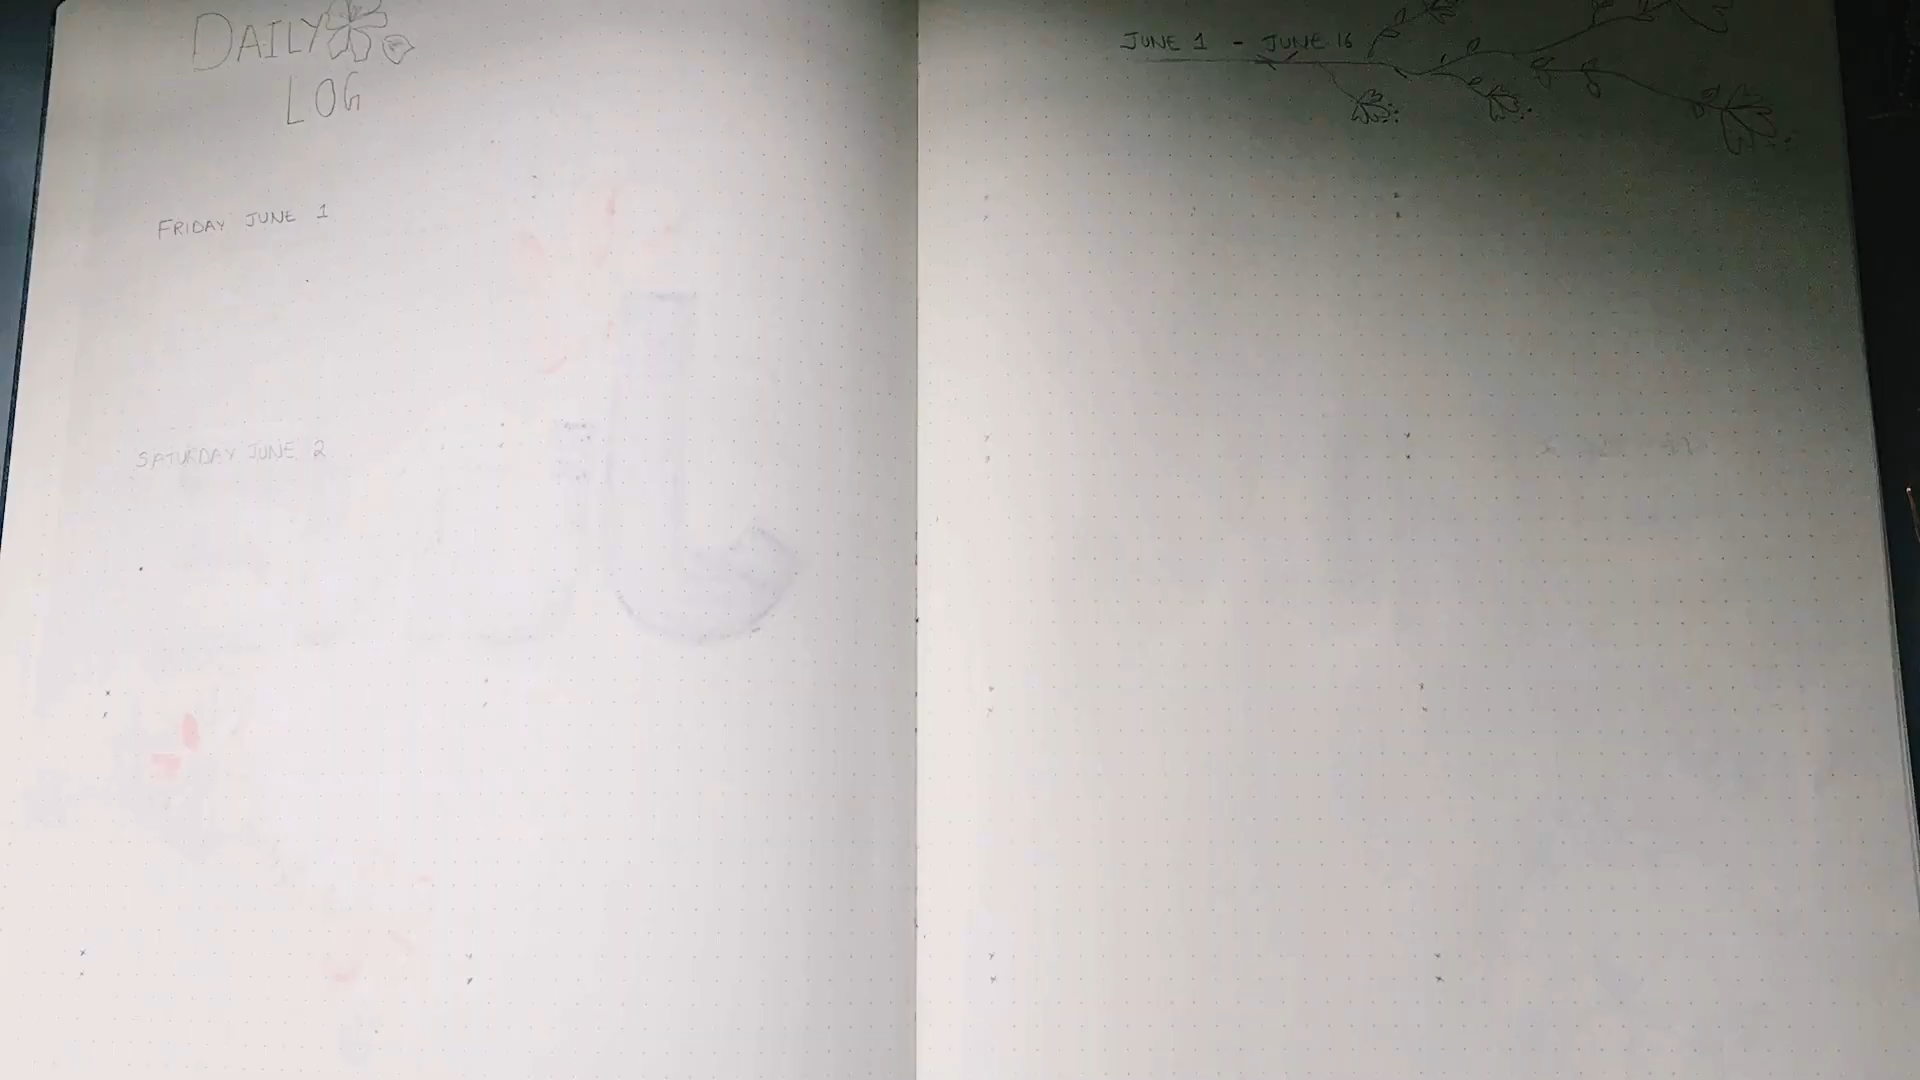 DAILY
LOG
FRIDAY JUNE 1
SATURDAY JUNE 2
JUNE 1 - JUNE 16